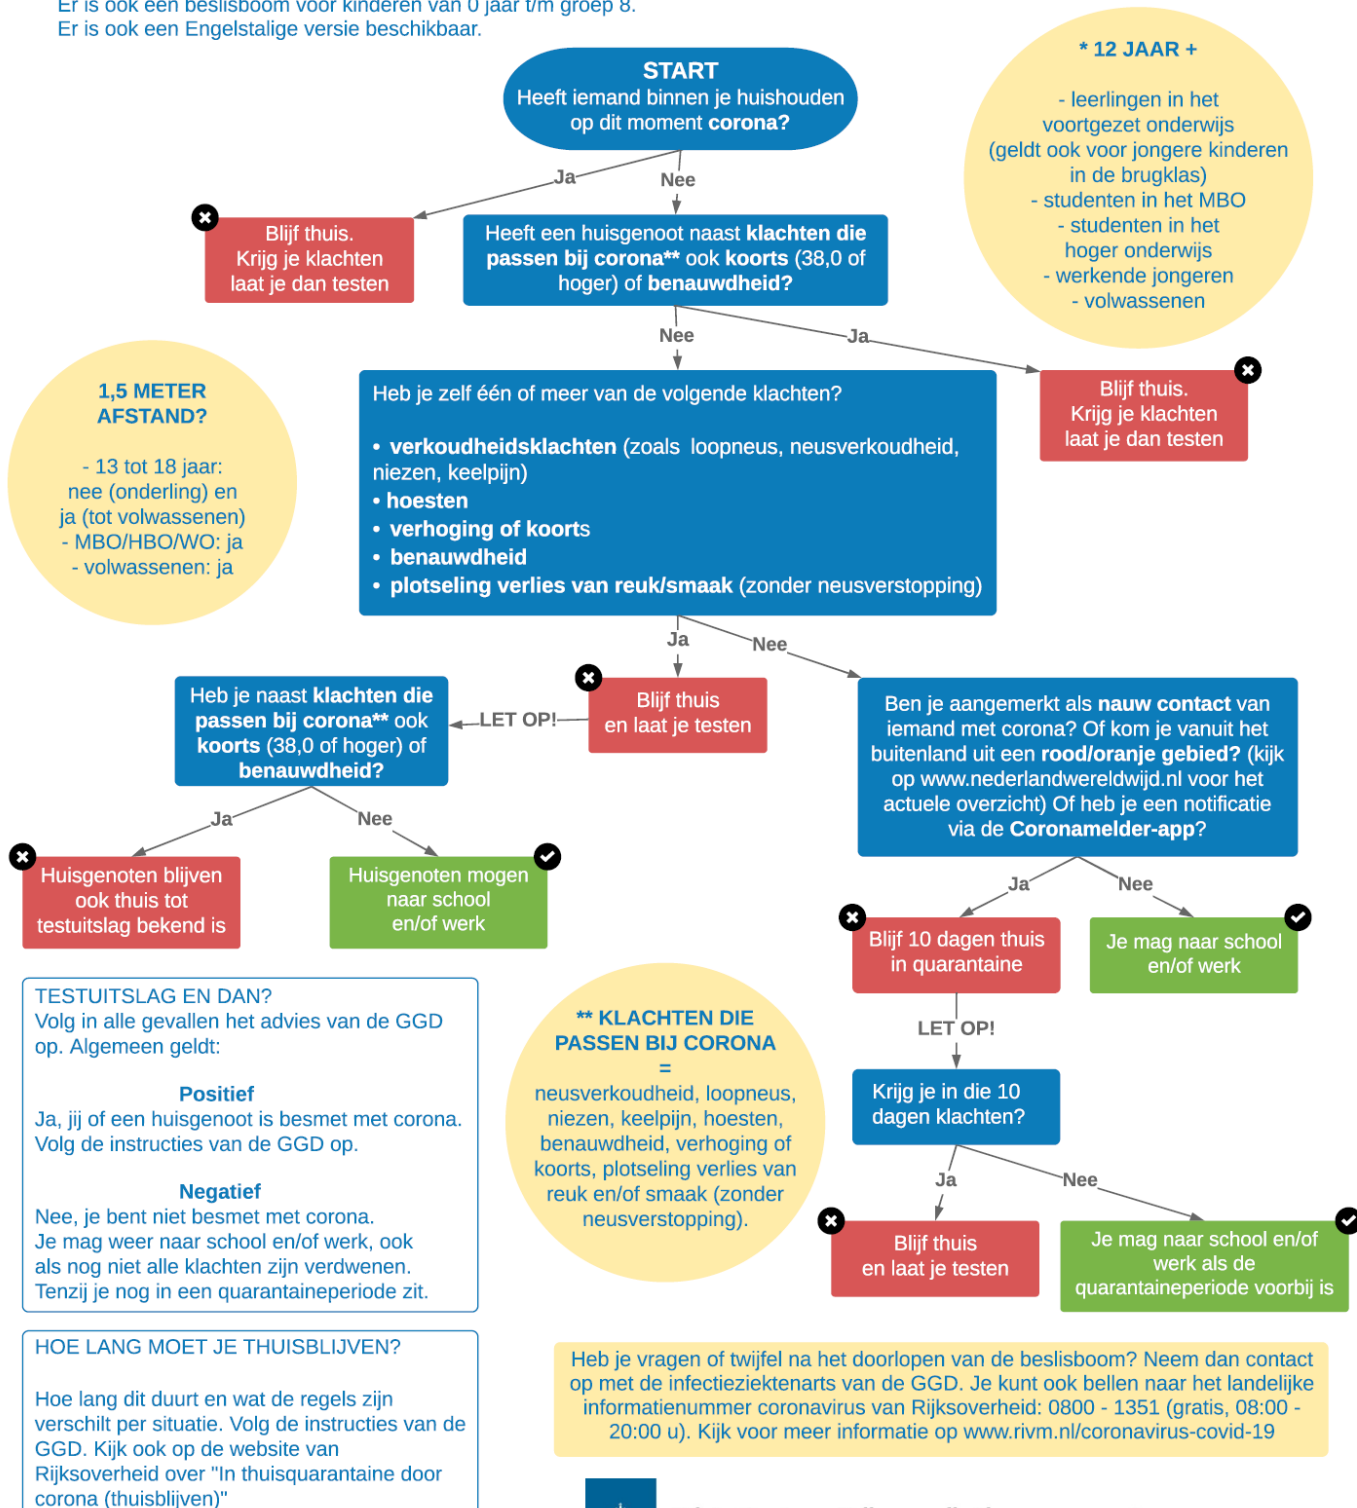 Er is ook een beslisboom voor kinderen van 0 jaar t/m groep 8.
Er is ook een Engelstalige versie beschikbaar.
START
Heeft iemand binnen je huishouden
op dit moment corona?
* 12 JAAR +
- leerlingen in het
voortgezet onderwijs
(geldt ook voor jongere kinderen
in de brugklas)
- studenten in het MBO
- studenten in het
hoger onderwijs
- werkende jongeren
- volwassenen
Ja
Nee
Blijf thuis.
Krijg je klachten
laat je dan testen
Heeft een huisgenoot naast klachten die
passen bij corona** ook koorts (38,0 of
hoger) of benauwdheid?
Nee
Ja
Blijf thuis.
Krijg je klachten
laat je dan testen
1,5 METER
AFSTAND?
- 13 tot 18 jaar:
nee (onderling) en
ja (tot volwassenen)
- MBO/HBO/WO: ja
- volwassenen: ja
Heb je zelf één of meer van de volgende klachten?
• verkoudheidsklachten (zoals loopneus, neusverkoudheid,
niezen, keelpijn)
• hoesten
• verhoging of koorts
• benauwdheid
• plotseling verlies van reuk/smaak (zonder neusverstopping)
Ja
Nee
Blijf thuis
en laat je testen
LET OP!
Heb je naast klachten die
passen bij corona** ook
koorts (38,0 of hoger) of
benauwdheid?
Ja
Nee
Huisgenoten blijven
ook thuis tot
testuitslag bekend is
Huisgenoten mogen
naar school
en/of werk
Ben je aangemerkt als nauw contact van
iemand met corona? Of kom je vanuit het
buitenland uit een rood/oranje gebied? (kijk
op www.nederlandwereldwijd.nl voor het
actuele overzicht) Of heb je een notificatie
via de Coronamelder-app?
Ja
Nee
Blijf 10 dagen thuis
in quarantaine
Je mag naar school
en/of werk
LET OP!
Krijg je in die 10
dagen klachten?
Ja
Nee
Blijf thuis
en laat je testen
Je mag naar school en/of
werk als de
quarantaineperiode voorbij is
TESTUITSLAG EN DAN?
Volg in alle gevallen het advies van de GGD
op. Algemeen geldt:
Positief
Ja, jij of een huisgenoot is besmet met corona.
Volg de instructies van de GGD op.
Negatief
Nee, je bent niet besmet met corona.
Je mag weer naar school en/of werk, ook
als nog niet alle klachten zijn verdwenen.
Tenzij je nog in een quarantaineperiode zit.
** KLACHTEN DIE
PASSEN BIJ CORONA
=
neusverkoudheid, loopneus,
niezen, keelpijn, hoesten,
benauwdheid, verhoging of
koorts, plotseling verlies van
reuk en/of smaak (zonder
neusverstopping).
HOE LANG MOET JE THUISBLIJVEN?
Hoe lang dit duurt en wat de regels zijn
verschilt per situatie. Volg de instructies van de
GGD. Kijk ook op de website van
Rijksoverheid over "In thuisquarantaine door
corona (thuisblijven)"
Heb je vragen of twijfel na het doorlopen van de beslisboom? Neem dan contact
op met de infectieziektenarts van de GGD. Je kunt ook bellen naar het landelijke
informatienummer coronavirus van Rijksoverheid: 0800 - 1351 (gratis, 08:00 -
20:00 u). Kijk voor meer informatie op www.rivm.nl/coronavirus-covid-19